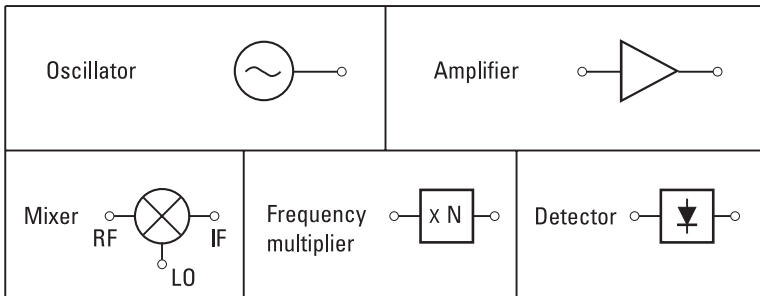 Oscillator
Amplifier
Mixer
RF
IF
LO
Frequency
multiplier
x N
Detector